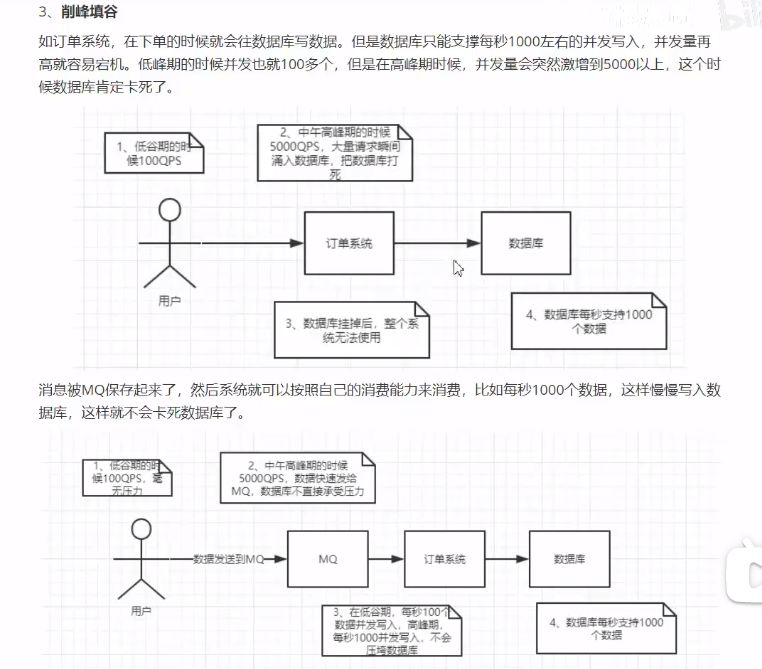 3、削峰填谷
如订单系统，在下单的时候就会往数据库写数据。但是数据库只能支撑每秒1000左右的并发写入，并发量再
高就容易宕机。低峰期的时候并发也就100多个，但是在高峰期时候，并发量会突然激增到5000以上，这个时
候数据库肯定卡死了。
1、低谷期的时
候100QPS
2、中午高峰期的时候
5000QPS，大量请求瞬间
涌入数据库，把数据库打
死
订单系统
数据库
用户
3、数据库挂掉后，整个系
统无法使用
4、数据库每秒支持1000
个数据
消息被MQ保存起来了，然后系统就可以按照自己的消费能力来消费，比如每秒1000个数据，这样慢慢写入数
据库，这样就不会卡死数据库了。
1、低谷期的时
候100QPS，毫
无压力
2、中午高峰期的时候
5000QPS，数据快速发给
MQ，数据库不直接承受压力
数据发送到MQ
MQ
订单系统
数据库
用户
3、在低谷期，每秒100个
数据并发写入，高峰期，
每秒1000并发写入，不会
压垮数据库
4、数据库每秒支持1000
个数据